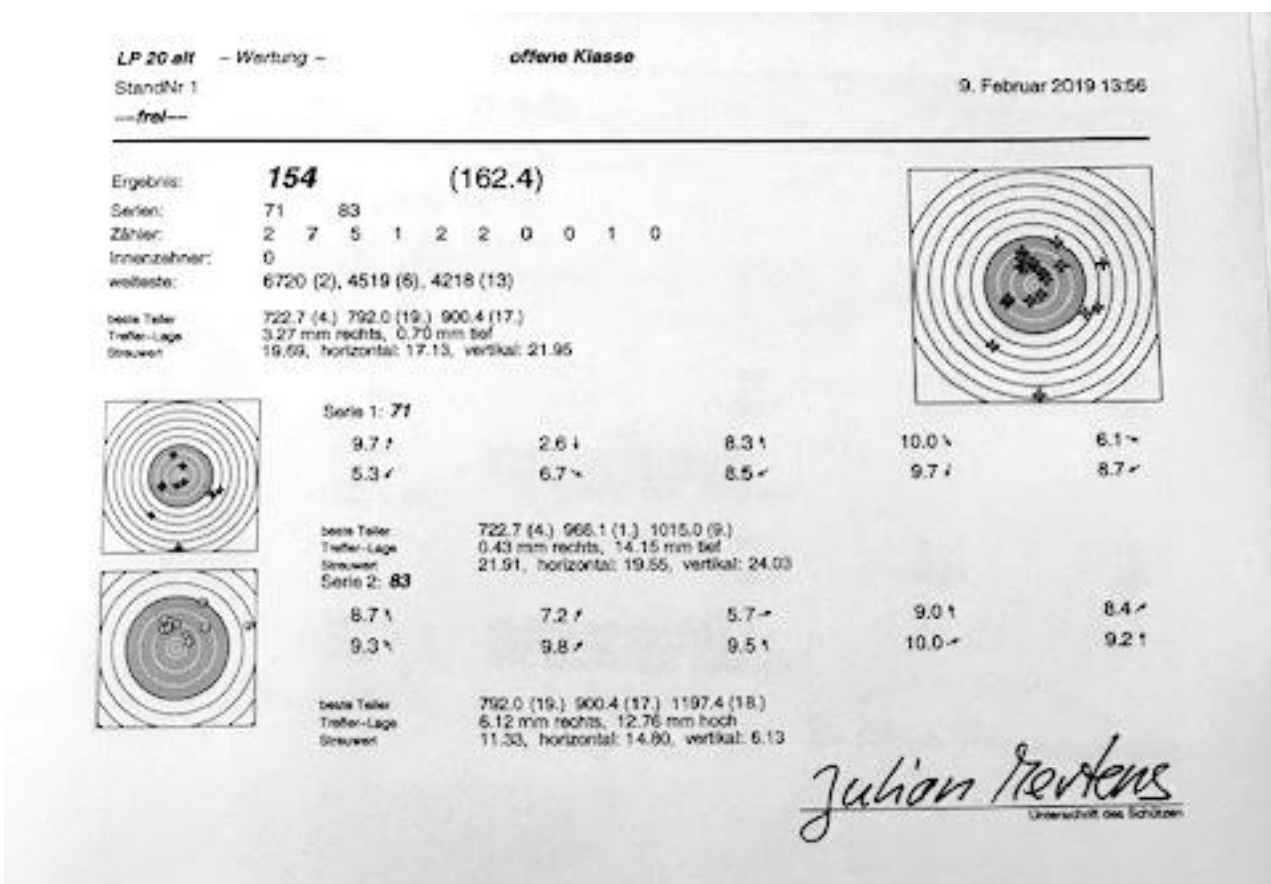 LP 20 alt – Wertung – offene Klasse
StandNr 1 9. Februar 2019 13:56
---frei---
Ergebnis: 154 (162.4)
Serien: 71 83
Zähler: 2 7 5 1 2 2 0 0 1 0
Innenzehner: 0
weiteste: 6720 (2), 4519 (6), 4218 (13)
beste Teiler 722.7 (4.) 792.0 (19.) 900.4 (17.)
Treffer-Lage 3.27 mm rechts, 0.70 mm tief
Streuwert 19.69, horizontal: 17.13, vertikal: 21.95
Serie 1: 71
9.7 2.6 8.3 10.0 6.1
5.3 6.7 8.5 9.7 8.7
beste Teiler 722.7 (4.) 966.1 (1.) 1015.0 (9.)
Treffer-Lage 0.43 mm rechts, 14.15 mm tief
Streuwert 21.91, horizontal: 19.55, vertikal: 24.03
Serie 2: 83
8.7 7.2 5.7 9.0 8.4
9.3 9.8 9.5 10.0 9.2
beste Teiler 792.0 (19.) 900.4 (17.) 1197.4 (18.)
Treffer-Lage 6.12 mm rechts, 12.76 mm hoch
Streuwert 11.33, horizontal: 14.80, vertikal: 6.13
Julian Mertens
Unterschrift des Schützen